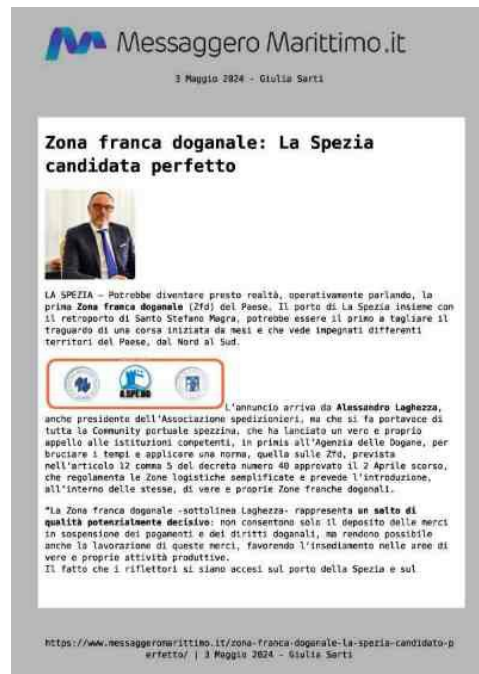 Messaggero Marittimo.it
3 Maggio 2024 - Giulia Sarti
Zona franca doganale: La Spezia
candidata perfetto
LA SPEZIA – Potrebbe diventare presto realtà, operativamente parlando, la
prima Zona franca doganale (Zfd) del Paese. Il porto di La Spezia insieme con
il retroporto di Santo Stefano Magra, potrebbe essere il primo a tagliare il
traguardo di una corsa iniziata da mesi e che vede impegnati differenti
territori del Paese, dal Nord al Sud.
A.SPEDO
L'annuncio arriva da Alessandro Laghezza,
anche presidente dell'Associazione spedizionieri, ma che si fa portavoce di
tutta la Community portuale spezzina, che ha lanciato un vero e proprio
appello alle istituzioni competenti, in primis all'Agenzia delle Dogane, per
bruciare i tempi e applicare una norma, quella sulle Zfd, prevista
nell'articolo 12 comma 5 del decreto numero 40 approvato il 2 Aprile scorso,
che regolamenta le Zone logistiche semplificate e prevede l'introduzione,
all'interno delle stesse, di vere e proprie Zone franche doganali.
"La Zona franca doganale -sottolinea Laghezza- rappresenta un salto di
qualità potenzialmente decisivo: non consentono solo il deposito delle merci
in sospensione dei pagamenti e dei diritti doganali, ma rendono possibile
anche la lavorazione di queste merci, favorendo l'insediamento nelle aree di
vere e proprie attività produttive.
Il fatto che i riflettori si siano accesi sul porto della Spezia e sul
https://www.messaggeromarittimo.it/zona-franca-doganale-la-spezia-candidato-p
erfetto/ | 3 Maggio 2024 - Giulia Sarti